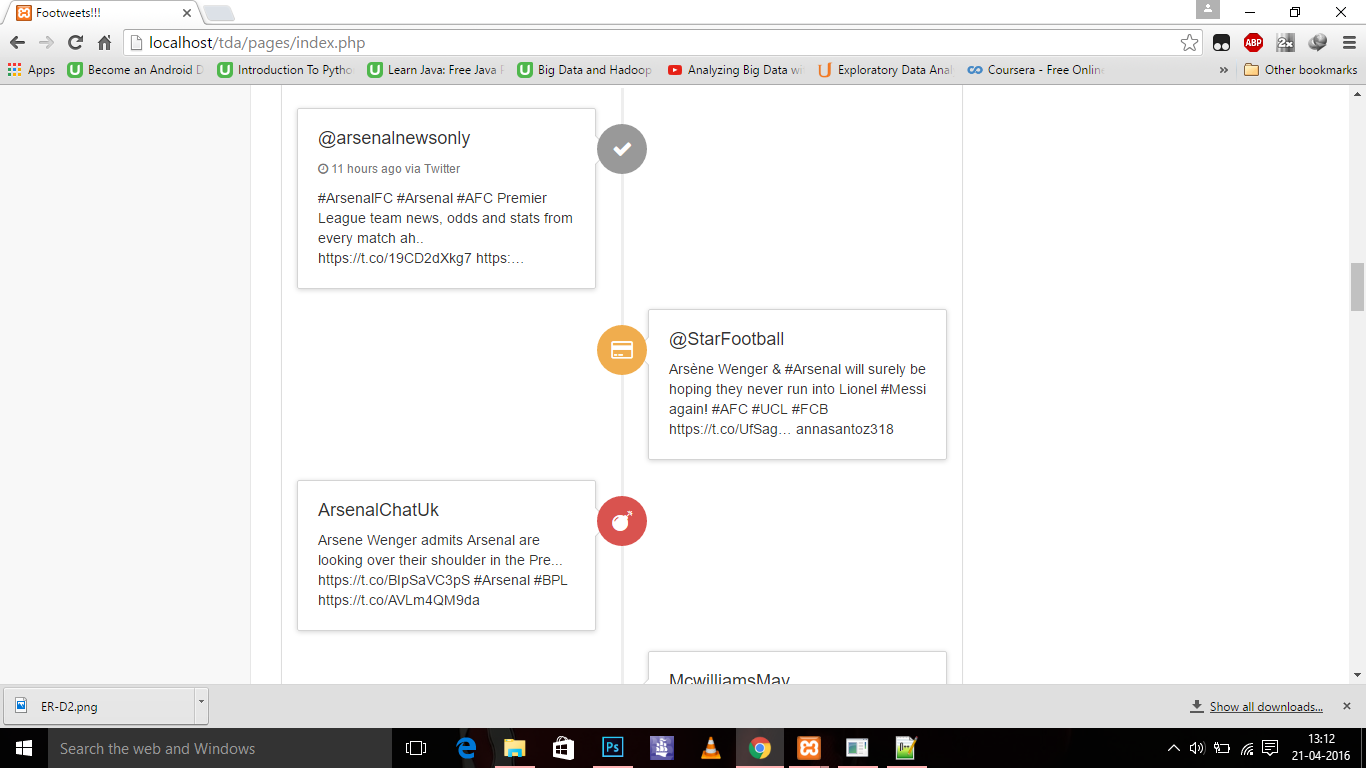 Footweets!!!
localhost/tda/pages/index.php
ABP
2x
Apps
Become an Android D
Introduction To Pytho
Learn Java: Free Java
Big Data and Hadoop
Analyzing Big Data wi
Exploratory Data Anal
Coursera - Free Onlin
»
Other bookmarks
@arsenalnewsonly
11 hours ago via Twitter
#ArsenalFC #Arsenal #AFC Premier
League team news, odds and stats from
every match ah..
https://t.co/19CD2dXkg7 https:…
@StarFootball
Arsène Wenger & #Arsenal will surely be
hoping they never run into Lionel #Messi
again! #AFC #UCL #FCB
https://t.co/UfSag… annasantoz318
ArsenalChatUk
Arsene Wenger admits Arsenal are
looking over their shoulder in the Pre...
https://t.co/BIpSaVC3pS #Arsenal #BPL
https://t.co/AVLm4QM9da
McwilliamsMay
ER-D2.png
Show all downloads...
Search the web and Windows
Ps
13:12
21-04-2016